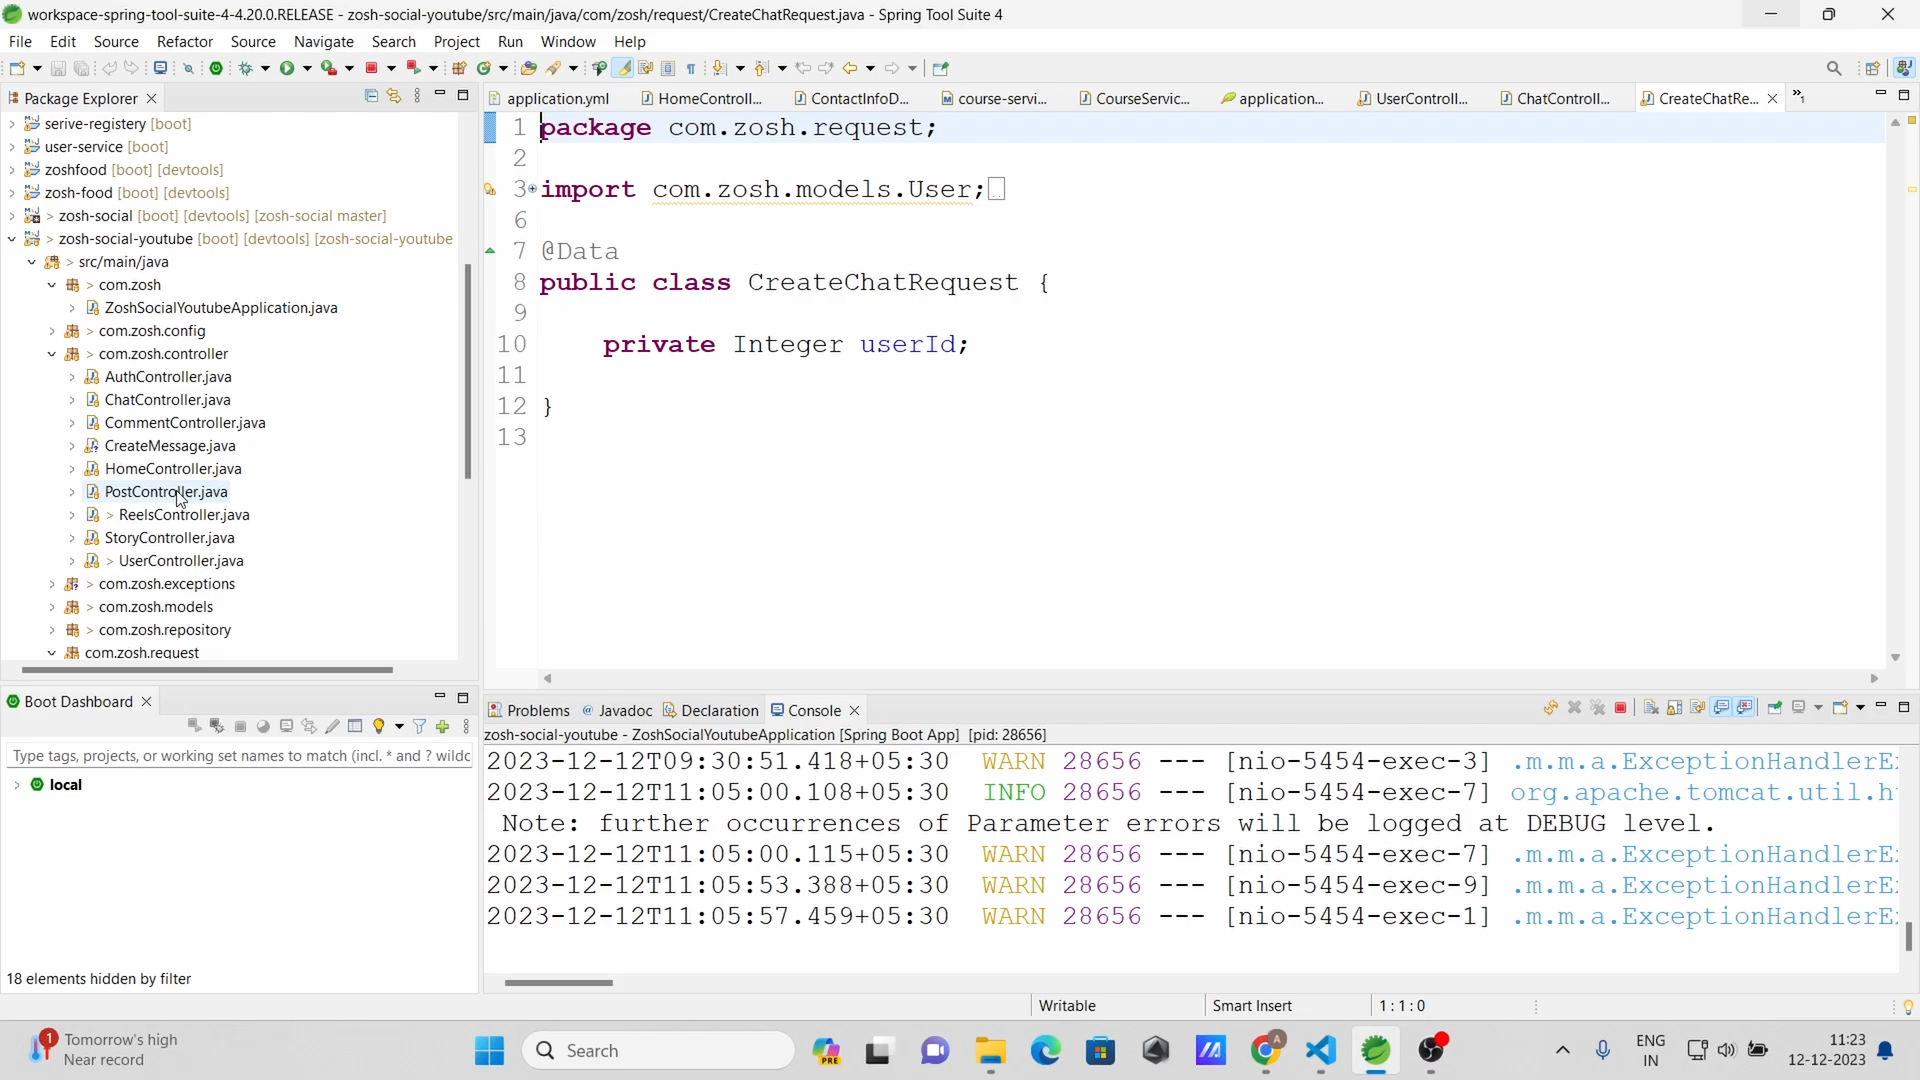 workspace-spring-tool-suite-4-4.20.0.RELEASE - zosh-social-youtube/src/main/java/com/zosh/request/CreateChatRequest.java - Spring Tool Suite 4
File Edit Source Refactor Source Navigate Search Project Run Window Help
Package Explorer
serive-registery [boot]
user-service [boot]
zoshfood [boot] [devtools]
zosh-food [boot] [devtools]
> zosh-social [boot] [devtools] [zosh-social master]
> zosh-social-youtube [boot] [devtools] [zosh-social-youtube
> src/main/java
> com.zosh
ZoshSocialYoutubeApplication.java
> com.zosh.config
> com.zosh.controller
AuthController.java
ChatController.java
CommentController.java
CreateMessage.java
HomeController.java
PostController.java
> ReelsController.java
StoryController.java
> UserController.java
> com.zosh.exceptions
> com.zosh.models
> com.zosh.repository
com.zosh.request
application.yml HomeControll... ContactInfoD... course-servi... CourseServic... application... UserControll... ChatControll... CreateChatRe... »1
1 package com.zosh.request;
2
3 import com.zosh.models.User;
6
7 @Data
8 public class CreateChatRequest {
9
10 private Integer userId;
11
12 }
13
Boot Dashboard
Type tags, projects, or working set names to match (incl. * and ? wildc
local
18 elements hidden by filter
Problems @ Javadoc Declaration Console
zosh-social-youtube - ZoshSocialYoutubeApplication [Spring Boot App] [pid: 28656]
2023-12-12T09:30:51.418+05:30 WARN 28656 --- [nio-5454-exec-3] .m.m.a.ExceptionHandlerE
2023-12-12T11:05:00.108+05:30 INFO 28656 --- [nio-5454-exec-7] org.apache.tomcat.util.h
Note: further occurrences of Parameter errors will be logged at DEBUG level.
2023-12-12T11:05:00.115+05:30 WARN 28656 --- [nio-5454-exec-7] .m.m.a.ExceptionHandlerE
2023-12-12T11:05:53.388+05:30 WARN 28656 --- [nio-5454-exec-9] .m.m.a.ExceptionHandlerE
2023-12-12T11:05:57.459+05:30 WARN 28656 --- [nio-5454-exec-1] .m.m.a.ExceptionHandlerE
Writable Smart Insert 1 : 1 : 0
1 Tomorrow's high
Near record
Search
PRE
A
ENG
IN
11:23
12-12-2023